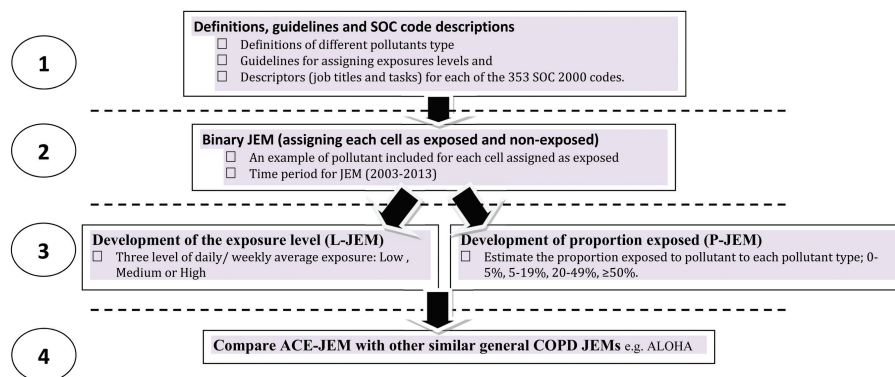 1
Definitions, guidelines and SOC code descriptions
☐ Definitions of different pollutants type
☐ Guidelines for assigning exposures levels and
☐ Descriptors (job titles and tasks) for each of the 353 SOC 2000 codes.
2
Binary JEM (assigning each cell as exposed and non-exposed)
☐ An example of pollutant included for each cell assigned as exposed
☐ Time period for JEM (2003-2013)
3
Development of the exposure level (L-JEM)
☐ Three level of daily/ weekly average exposure: Low ,
Medium or High
Development of proportion exposed (P-JEM)
☐ Estimate the proportion exposed to pollutant to each pollutant type; 0-
5%, 5-19%, 20-49%, ≥50%.
4
Compare ACE-JEM with other similar general COPD JEMs e.g. ALOHA